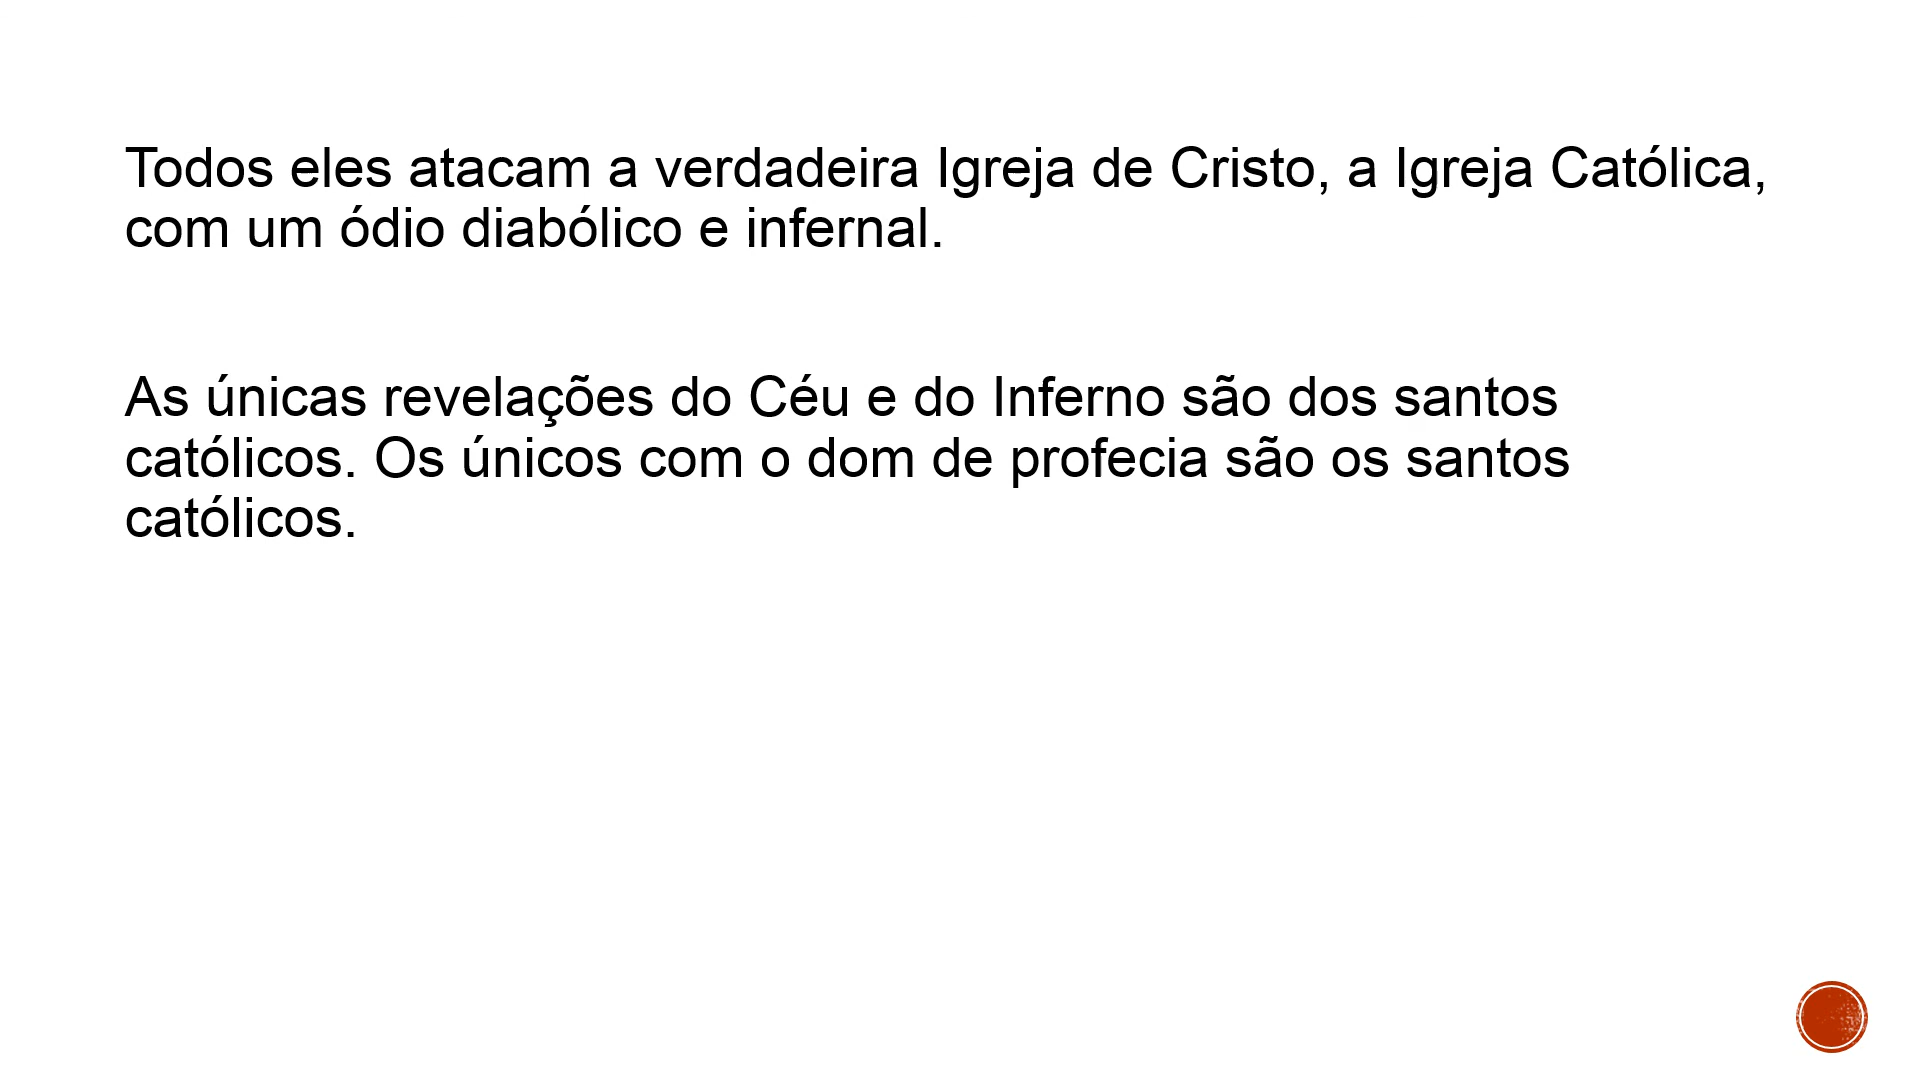 Todos eles atacam a verdadeira Igreja de Cristo, a Igreja Católica,
com um ódio diabólico e infernal.
As únicas revelações do Céu e do Inferno são dos santos
católicos. Os únicos com o dom de profecia são os santos
católicos.